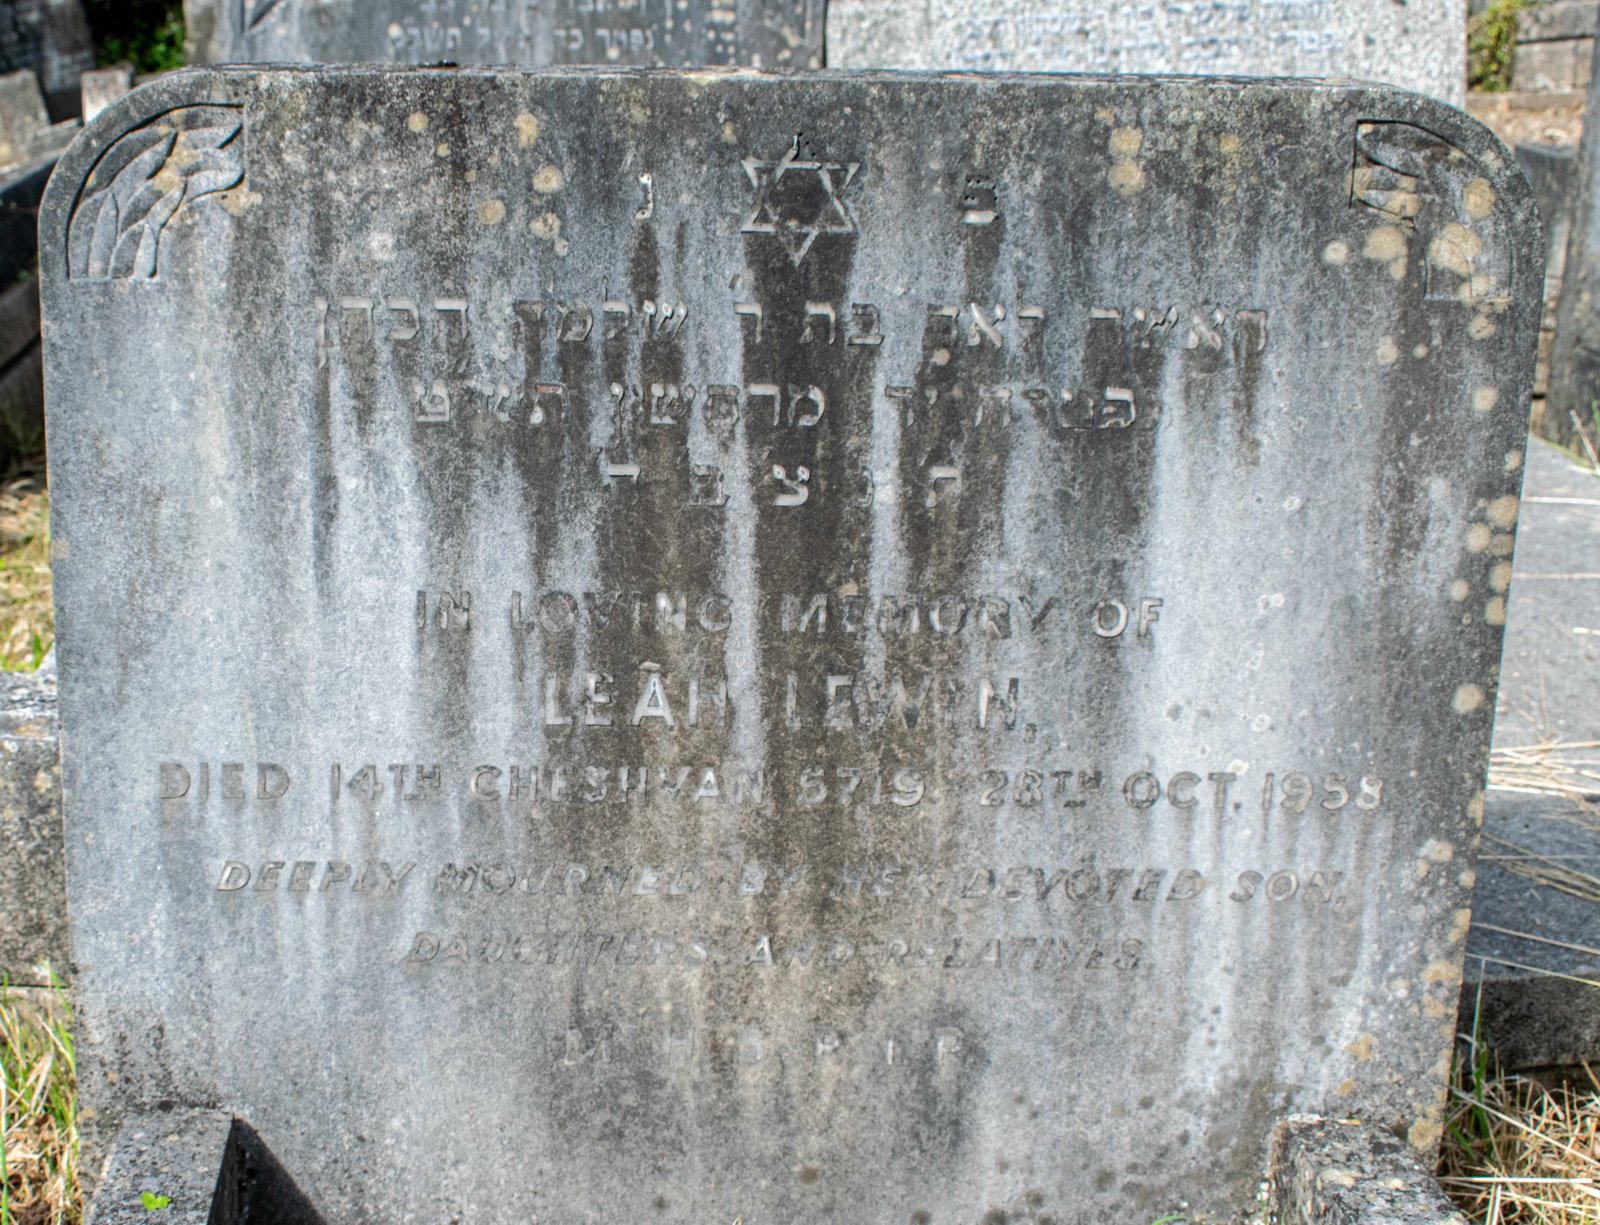 פ נ
האשה לאה בת ר' שלמה הכהן
נפטרה יד מרחשון תשי"ט
ת נ צ ב ה
IN LOVING MEMORY OF
LEAH LEWIN,
DIED 14TH CHESHVAN 5719 28TH OCT. 1958
DEEPLY MOURNED BY HER DEVOTED SON,
DAUGHTERS AND RELATIVES.
M H D R I P